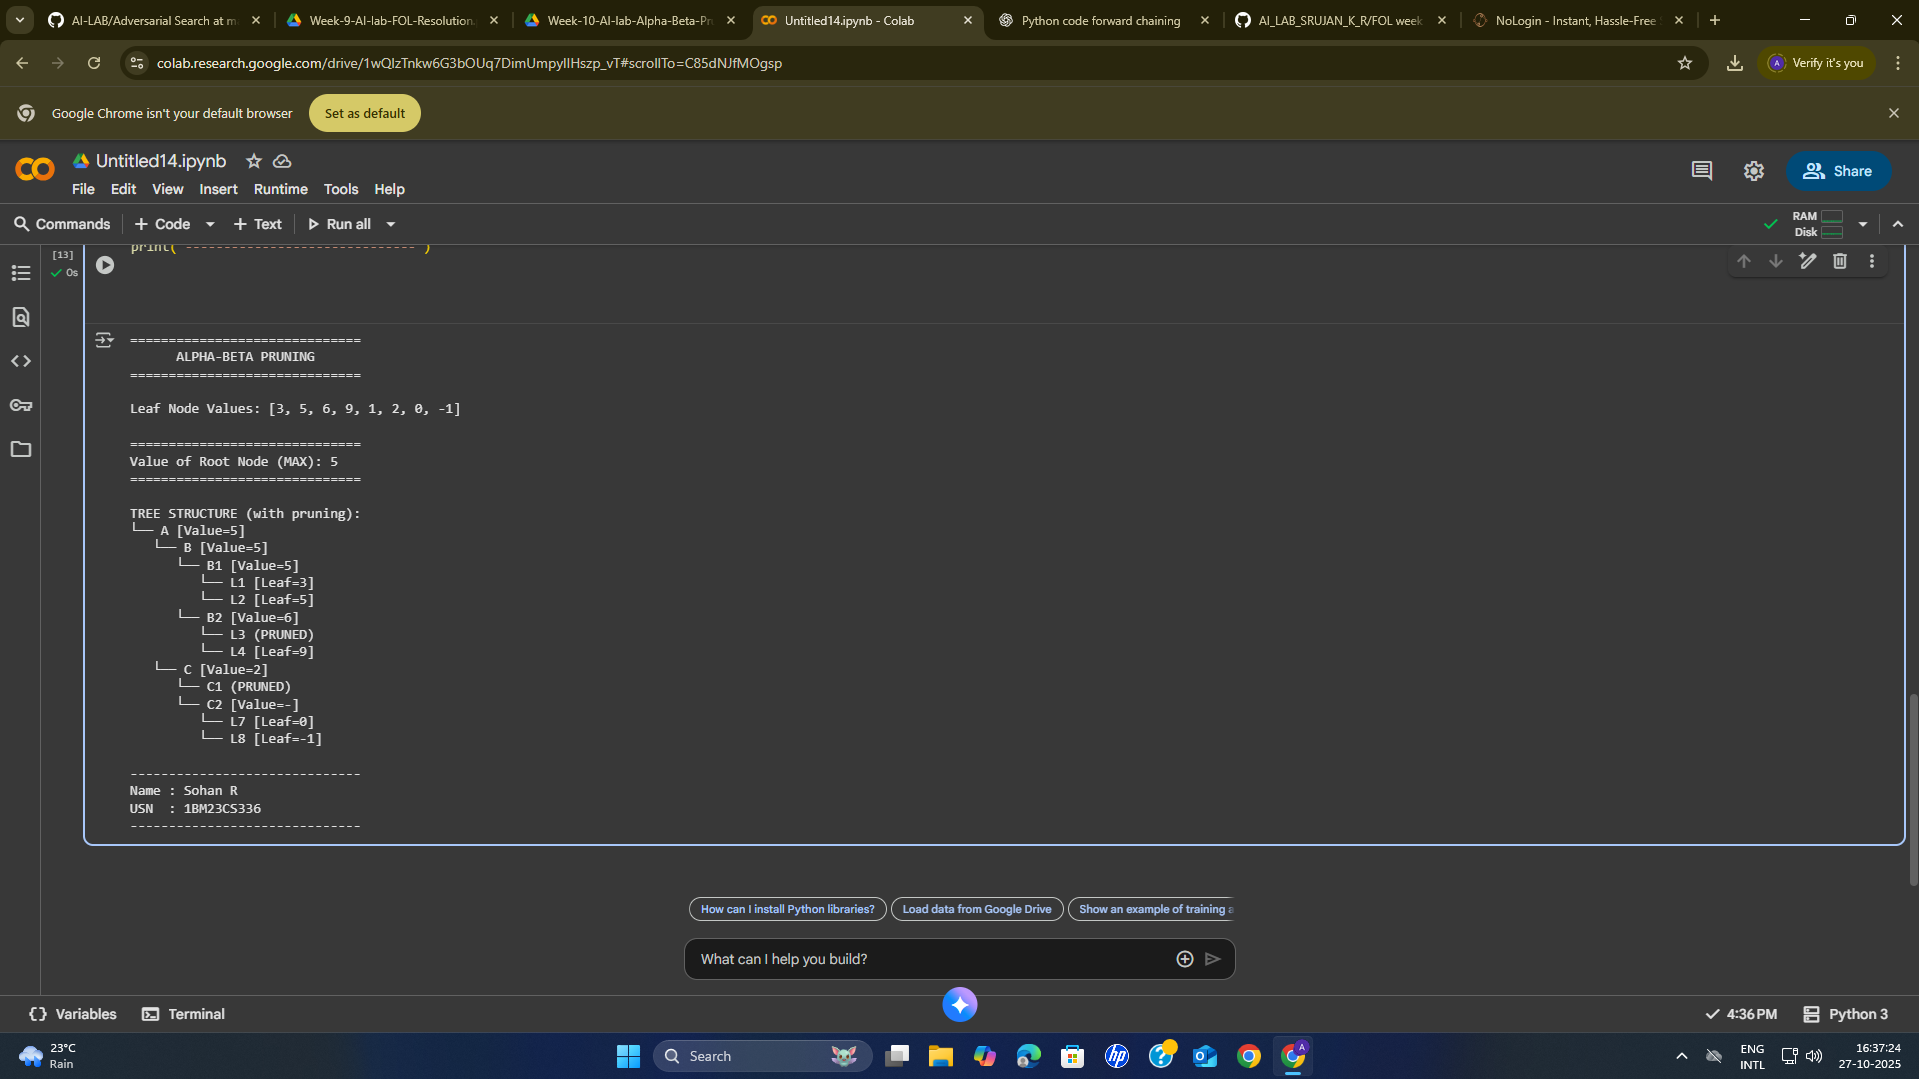 AI-LAB/Adversarial Search at m
Week-9-AI-lab-FOL-Resolution.
Week-10-AI-lab-Alpha-Beta-Pr
Untitled14.ipynb - Colab
Python code forward chaining
AI_LAB_SRUJAN_K_R/FOL week
NoLogin - Instant, Hassle-Free
colab.research.google.com/drive/1wQIzTnkw6G3bOUq7DimUmpyIIHszp_vT#scrollTo=C85dNJfMOgsp
A
Verify it's you
Google Chrome isn't your default browser
Set as default
Untitled14.ipynb
File Edit View Insert Runtime Tools Help
Share
Commands + Code + Text Run all
RAM
Disk
[13]
0s
print("------------------------------")
==============================
ALPHA-BETA PRUNING
==============================
Leaf Node Values: [3, 5, 6, 9, 1, 2, 0, -1]
==============================
Value of Root Node (MAX): 5
==============================
TREE STRUCTURE (with pruning):
└── A [Value=5]
└── B [Value=5]
└── B1 [Value=5]
└── L1 [Leaf=3]
└── L2 [Leaf=5]
└── B2 [Value=6]
└── L3 (PRUNED)
└── L4 [Leaf=9]
└── C [Value=2]
└── C1 (PRUNED)
└── C2 [Value=-]
└── L7 [Leaf=0]
└── L8 [Leaf=-1]
------------------------------
Name : Sohan R
USN  : 1BM23CS336
------------------------------
How can I install Python libraries?
Load data from Google Drive
Show an example of training a
What can I help you build?
Variables
Terminal
4:36 PM
Python 3
23°C
Rain
Search
hp
A
ENG
INTL
16:37:24
27-10-2025